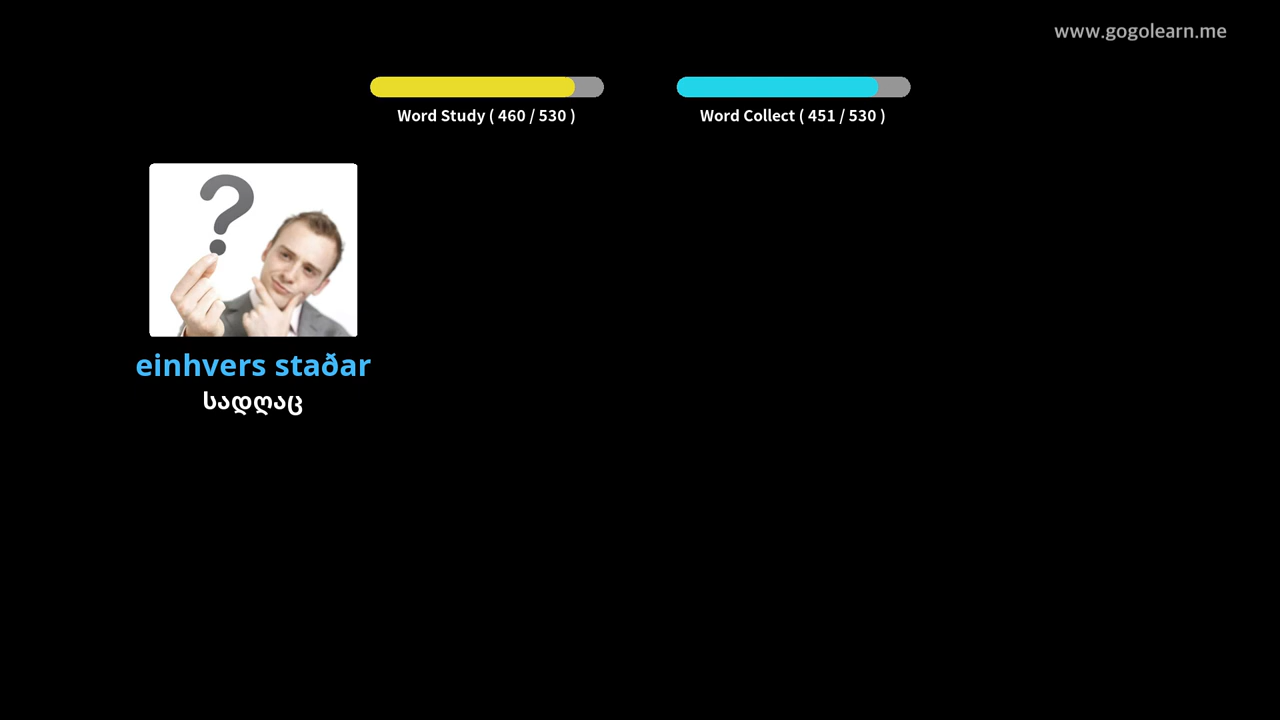 www.gogolearn.me
Word Study ( 460 / 530 )
Word Collect ( 451 / 530 )
einhvers staðar
სადღაც